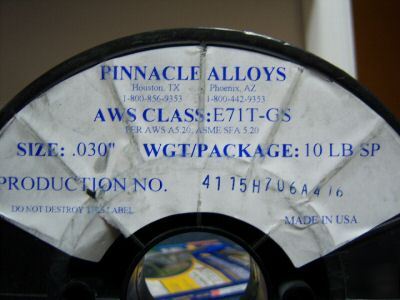 PINNACLE ALLOYS
Houston, TX Phoenix, AZ
1-800-856-9353 1-800-442-9353
AWS CLASS:E71T-GS
PER AWS A5.20, ASME SFA 5.20
SIZE: .030" WGT/PACKAGE: 10 LB SP
PRODUCTION NO. 4115H706A416
DO NOT DESTROY THIS LABEL
MADE IN USA